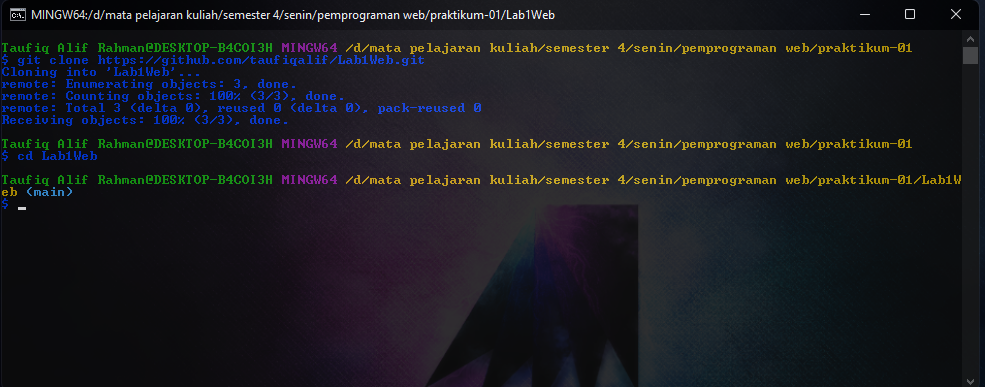 MINGW64:/d/mata pelajaran kuliah/semester 4/senin/pemprograman web/praktikum-01/Lab1Web
Taufiq Alif Rahman@DESKTOP-B4COI3H MINGW64 /d/mata pelajaran kuliah/semester 4/senin/pemprograman web/praktikum-01
$ git clone https://github.com/taufiqalif/Lab1Web.git
Cloning into 'Lab1Web'...
remote: Enumerating objects: 3, done.
remote: Counting objects: 100% (3/3), done.
remote: Total 3 (delta 0), reused 0 (delta 0), pack-reused 0
Receiving objects: 100% (3/3), done.
Taufiq Alif Rahman@DESKTOP-B4COI3H MINGW64 /d/mata pelajaran kuliah/semester 4/senin/pemprograman web/praktikum-01
$ cd Lab1Web
Taufiq Alif Rahman@DESKTOP-B4COI3H MINGW64 /d/mata pelajaran kuliah/semester 4/senin/pemprograman web/praktikum-01/Lab1W
eb (main)
$